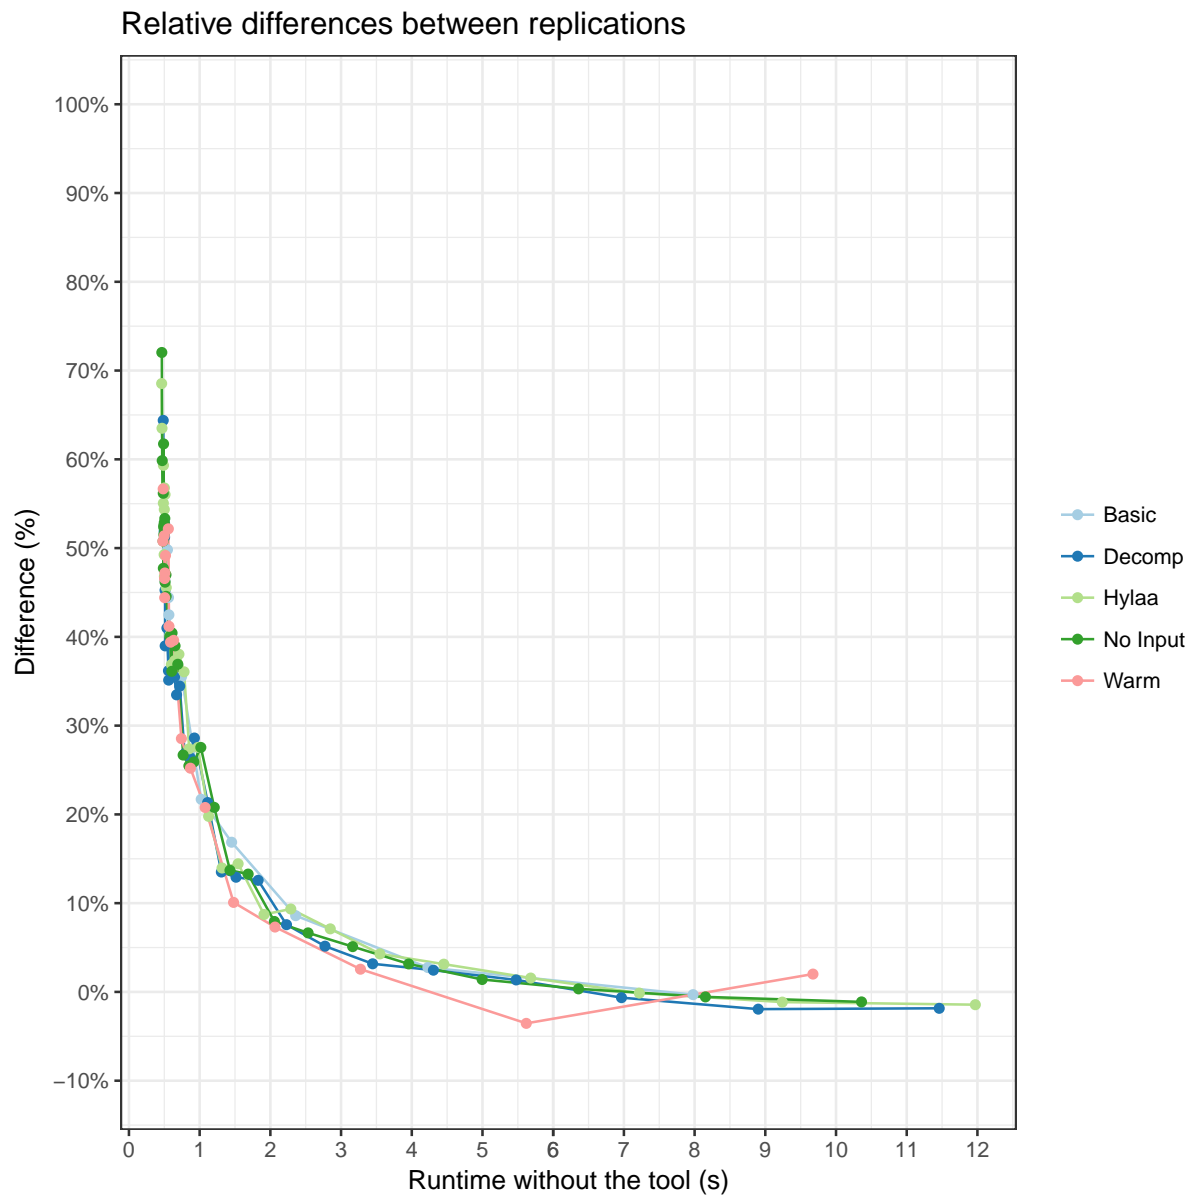 Relative differences between replications
Difference (%)
100%
90%
80%
70%
60%
50%
40%
30%
20%
10%
0%
−10%
0 1 2 3 4 5 6 7 8 9 10 11 12
Runtime without the tool (s)
Basic
Decomp
Hylaa
No Input
Warm